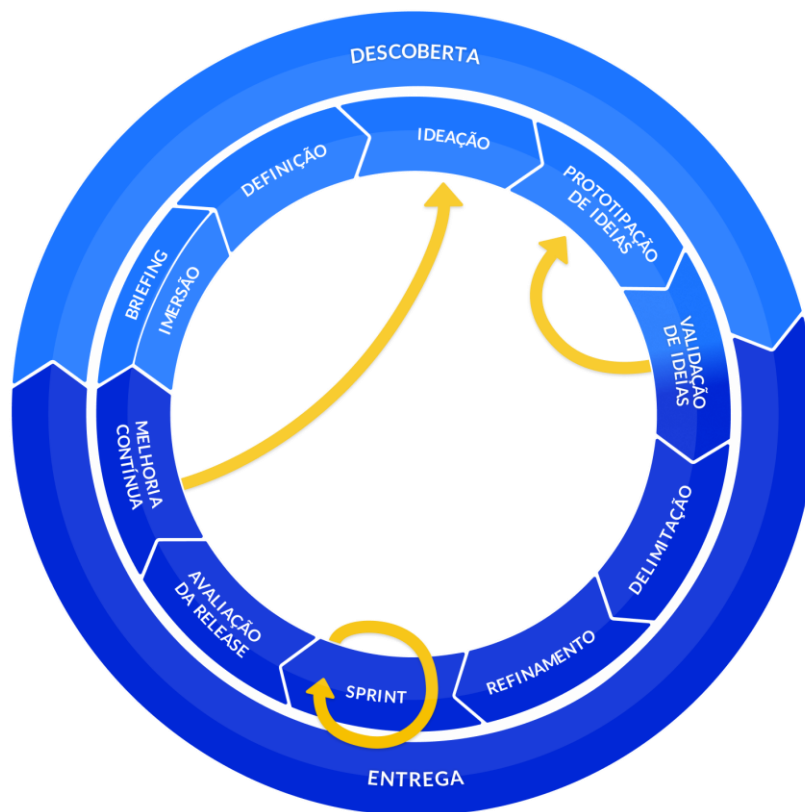 DESCOBERTA
BRIEFING
IMERSÃO
DEFINIÇÃO
IDEAÇÃO
PROTOTIPAÇÃO
DE IDEIAS
VALIDAÇÃO
DE IDEIAS
DELIMITAÇÃO
REFINAMENTO
SPRINT
AVALIAÇÃO
DA RELEASE
MELHORIA
CONTÍNUA
ENTREGA